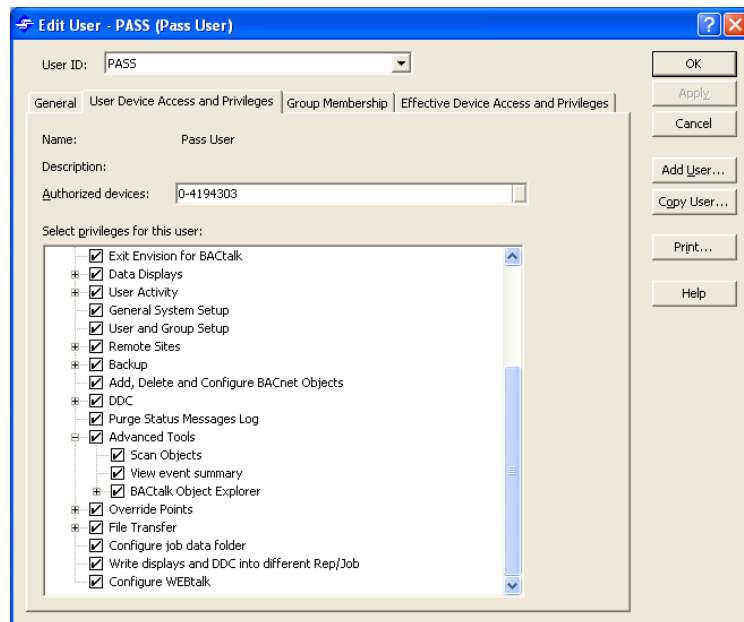 Edit User - PASS (Pass User)
User ID: PASS
OK
Apply
Cancel
Add User...
Copy User...
Print...
Help
General User Device Access and Privileges Group Membership Effective Device Access and Privileges
Name: Pass User
Description:
Authorized devices: 0-4194303
Select privileges for this user:
Exit Envision for BACtalk
Data Displays
User Activity
General System Setup
User and Group Setup
Remote Sites
Backup
Add, Delete and Configure BACnet Objects
DDC
Purge Status Messages Log
Advanced Tools
Scan Objects
View event summary
BACtalk Object Explorer
Override Points
File Transfer
Configure job data folder
Write displays and DDC into different Rep/Job
Configure WEBtalk